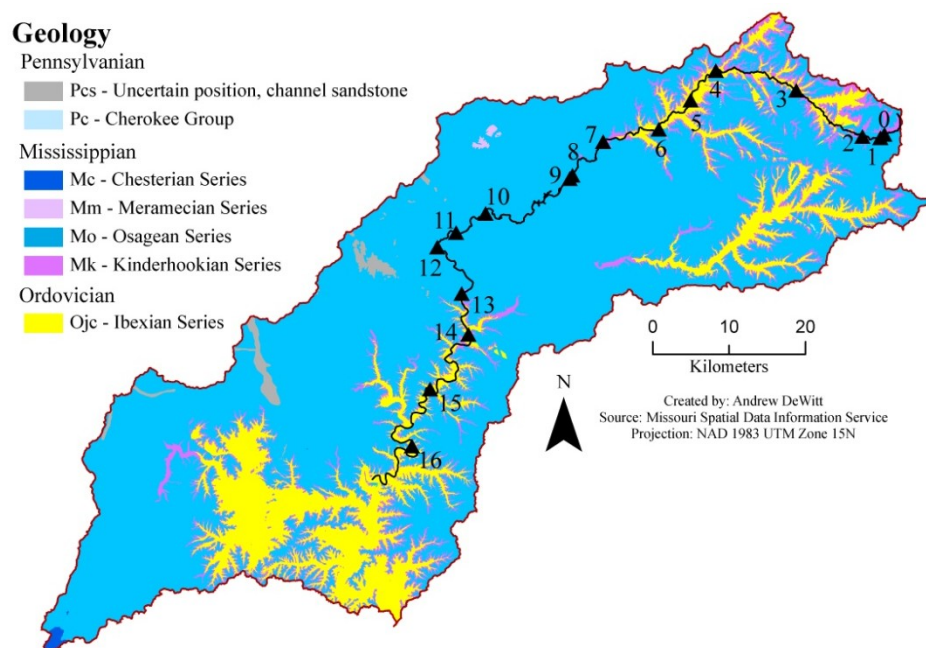 Geology
Pennsylvanian
Pcs - Uncertain position, channel sandstone
Pc - Cherokee Group
Mississippian
Mc - Chesterian Series
Mm - Meramecian Series
Mo - Osagean Series
Mk - Kinderhookian Series
Ordovician
Ojc - Ibexian Series
4
3
0
5
2
1
7
6
8
9
10
11
12
13
14
15
16
0 10 20
Kilometers
N
Created by: Andrew DeWitt
Source: Missouri Spatial Data Information Service
Projection: NAD 1983 UTM Zone 15N